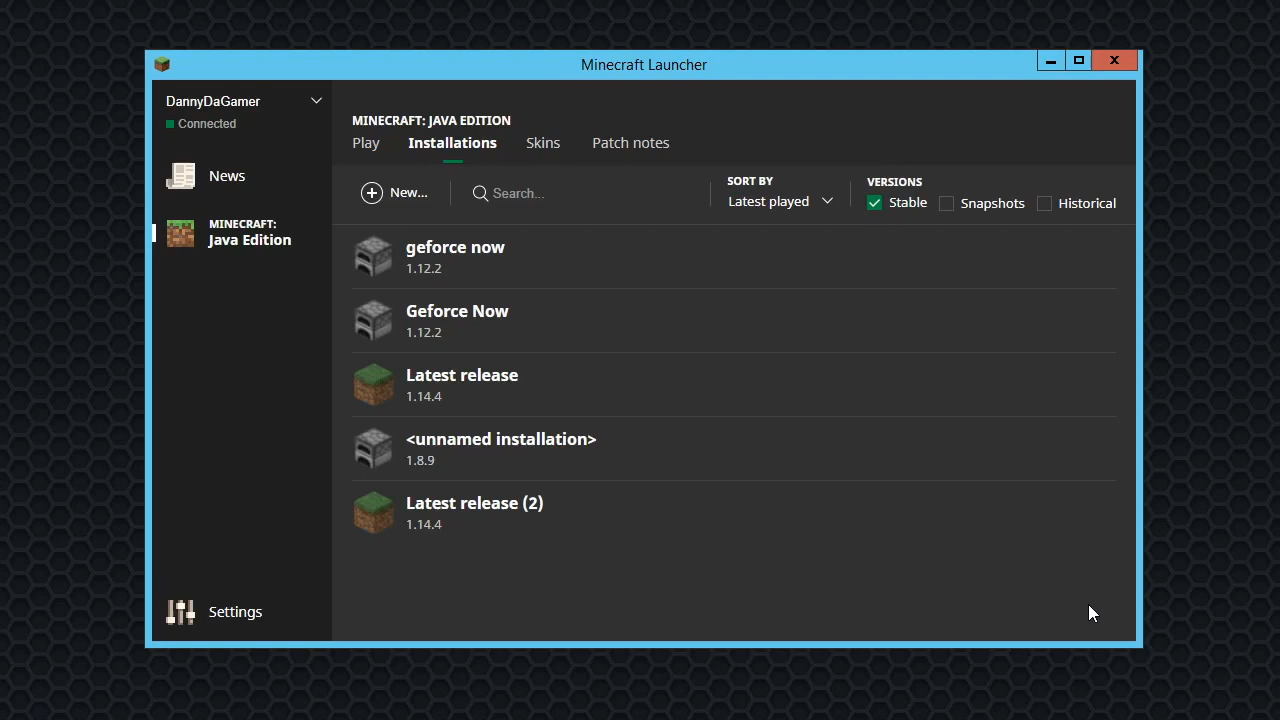 Minecraft Launcher
DannyDaGamer
Connected
News
MINECRAFT:
Java Edition
Settings
MINECRAFT: JAVA EDITION
Play Installations Skins Patch notes
New...
Search...
SORT BY
Latest played
VERSIONS
Stable Snapshots Historical
geforce now
1.12.2
Geforce Now
1.12.2
Latest release
1.14.4
<unnamed installation>
1.8.9
Latest release (2)
1.14.4